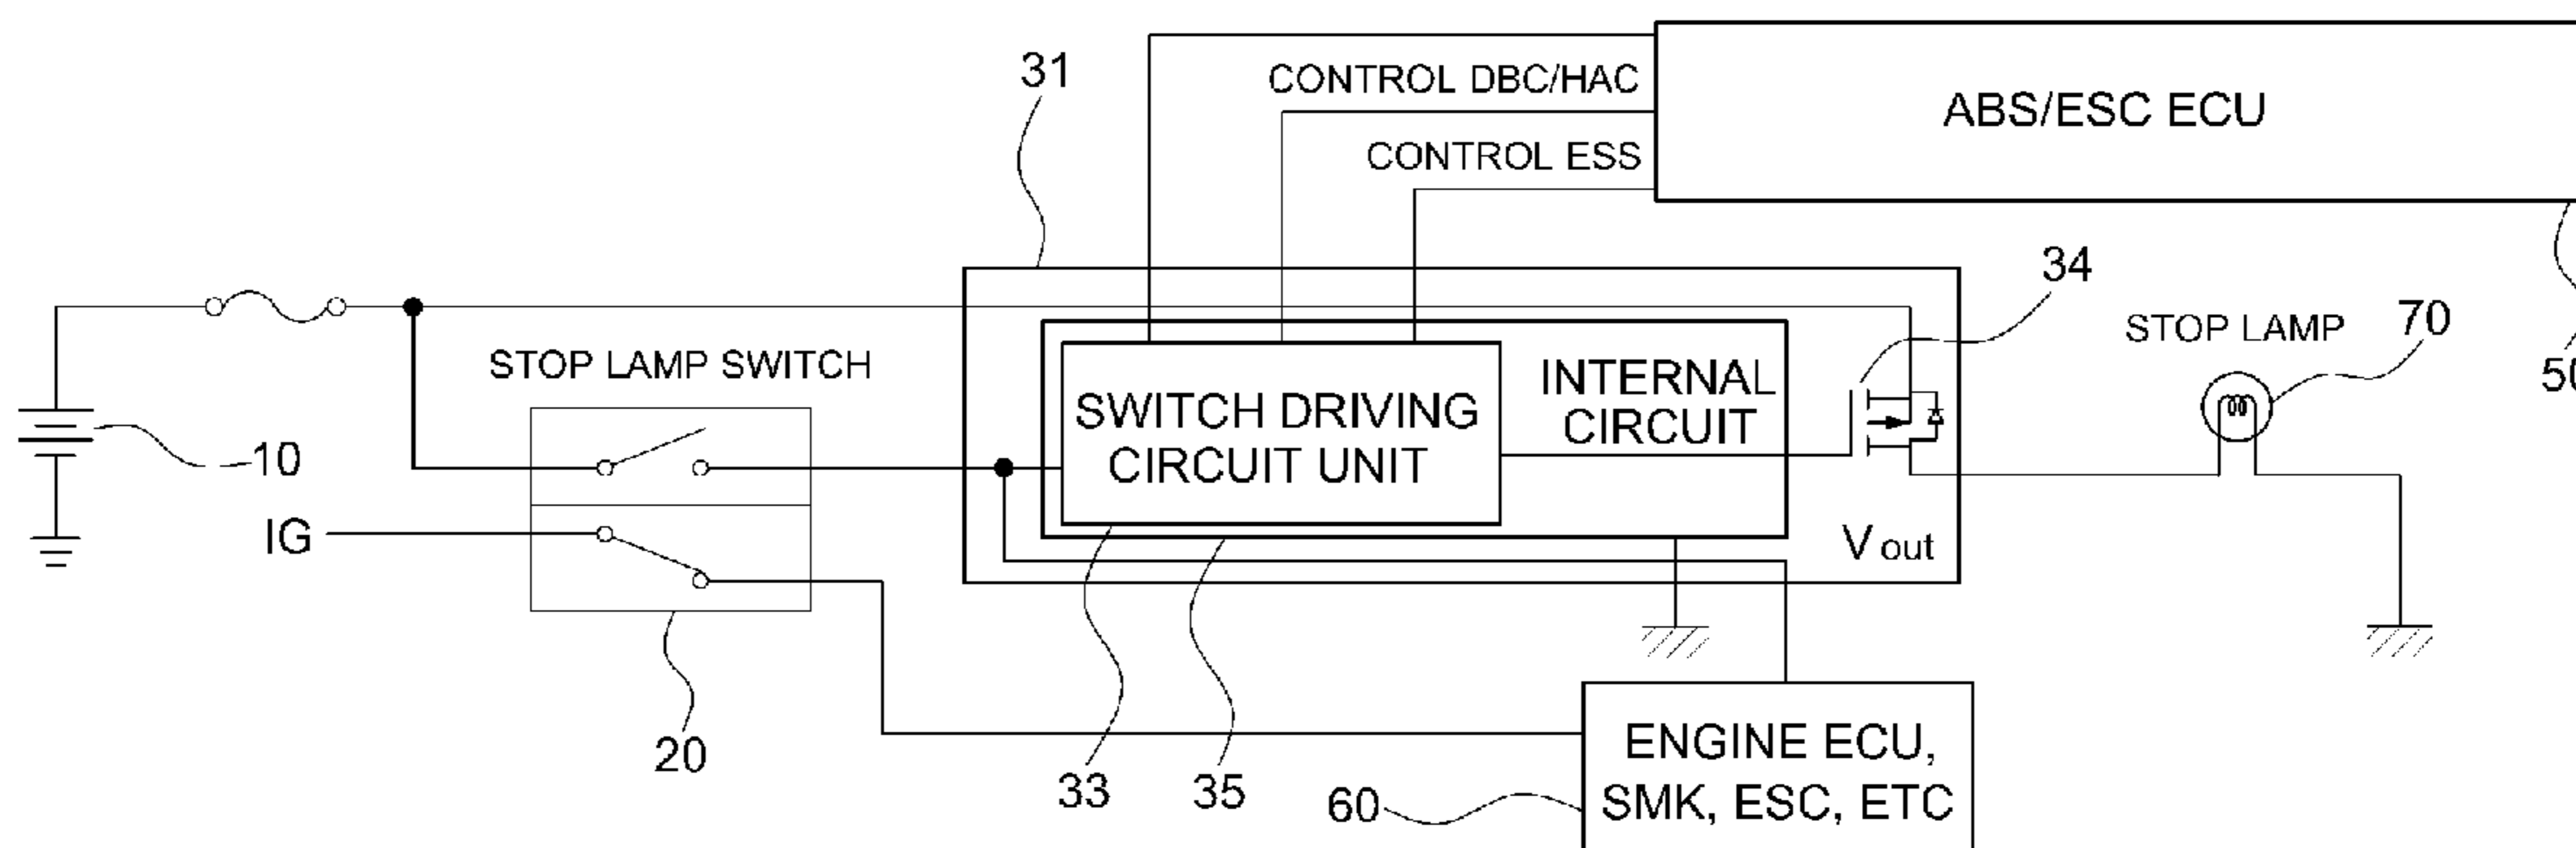 31
CONTROL DBC/HAC
ABS/ESC ECU
CONTROL ESS
34
STOP LAMP 70
STOP LAMP SWITCH
INTERNAL
CIRCUIT
SWITCH DRIVING
CIRCUIT UNIT
10
IG
Vout
20
33
35
60
ENGINE ECU,
SMK, ESC, ETC